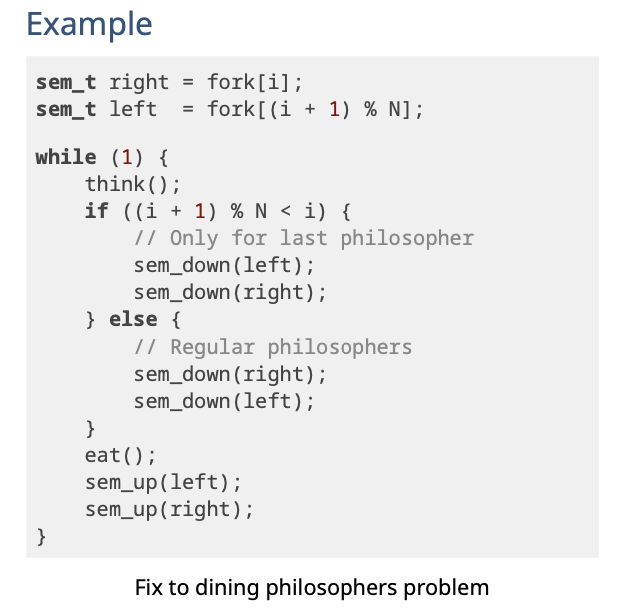 Example
sem_t right = fork[i];
sem_t left  = fork[(i + 1) % N];
while (1) {
    think();
    if ((i + 1) % N < i) {
        // Only for last philosopher
        sem_down(left);
        sem_down(right);
    } else {
        // Regular philosophers
        sem_down(right);
        sem_down(left);
    }
    eat();
    sem_up(left);
    sem_up(right);
}
Fix to dining philosophers problem